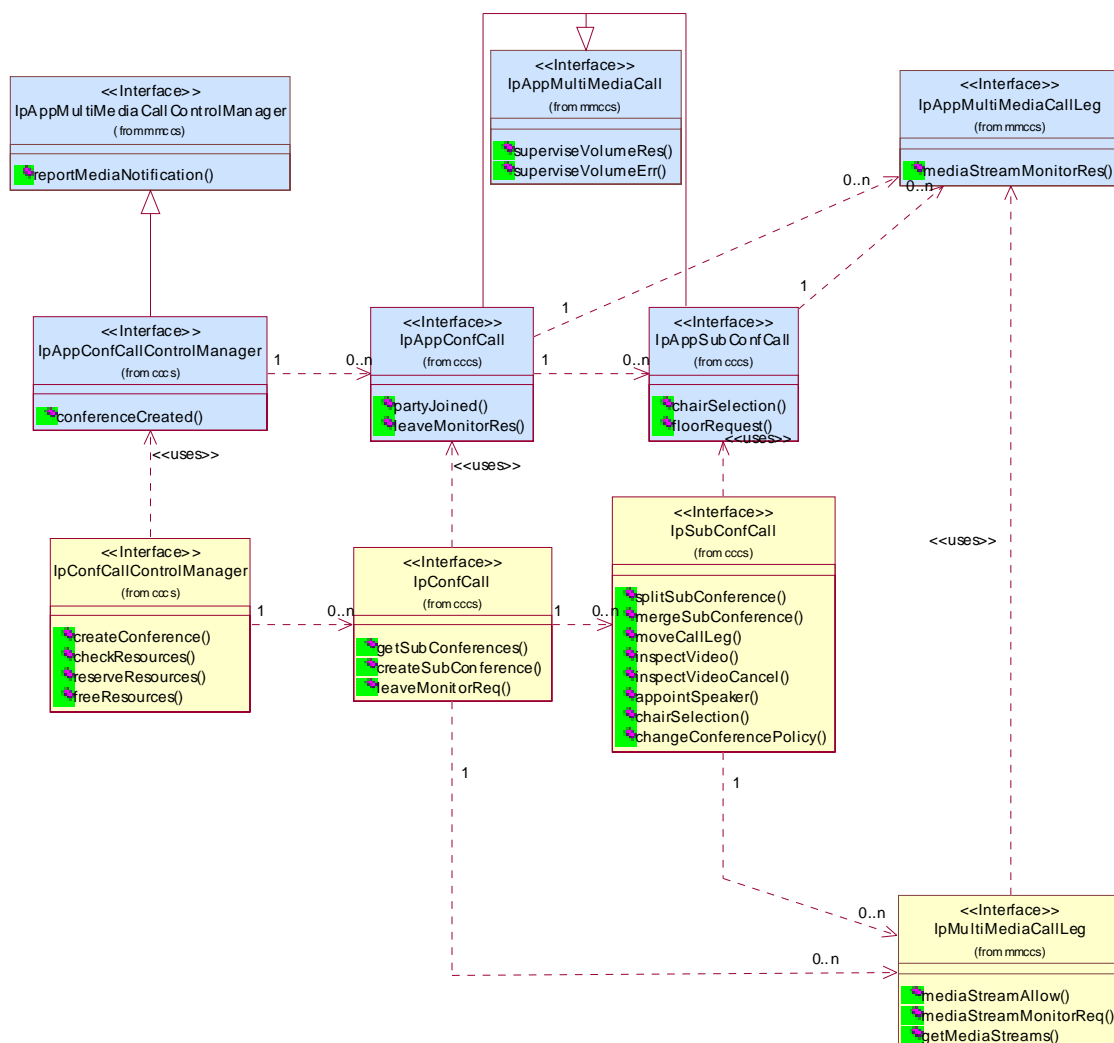 <<Interface>>
IpAppMultiMediaCallControlManager
(from mmccs)
reportMediaNotification()
<<Interface>>
IpAppMultiMediaCall
(from mmccs)
superviseVolumeRes()
superviseVolumeErr()
<<Interface>>
IpAppMultiMediaCallLeg
(from mmccs)
mediaStreamMonitorRes()
0..n
0..n
1
1
<<Interface>>
IpAppConfCallControlManager
(from cccs)
conferenceCreated()
1
0..n
<<Interface>>
IpAppConfCall
(from cccs)
partyJoined()
leaveMonitorRes()
1
0..n
<<Interface>>
IpAppSubConfCall
(from cccs)
chairSelection()
floorRequest()
<<uses>>
<<uses>>
<<uses>>
<<uses>>
<<Interface>>
IpConfCallControlManager
(from cccs)
createConference()
checkResources()
reserveResources()
freeResources()
1
0..n
<<Interface>>
IpConfCall
(from cccs)
getSubConferences()
createSubConference()
leaveMonitorReq()
1
0..n
<<Interface>>
IpSubConfCall
(from cccs)
splitSubConference()
mergeSubConference()
moveCallLeg()
inspectVideo()
inspectVideoCancel()
appointSpeaker()
chairSelection()
changeConferencePolicy()
1
1
0..n
0..n
<<Interface>>
IpMultiMediaCallLeg
(from mmccs)
mediaStreamAllow()
mediaStreamMonitorReq()
getMediaStreams()